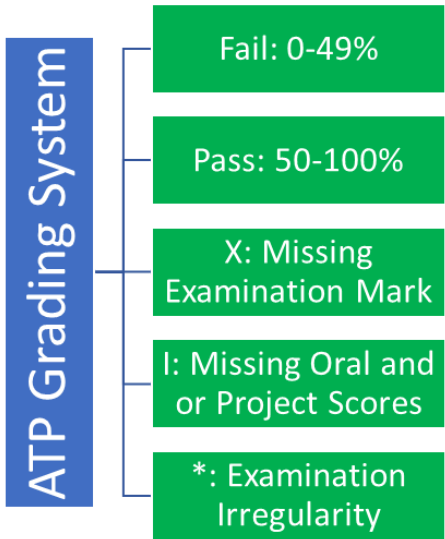 ATP Grading System
Fail: 0-49%
Pass: 50-100%
X: Missing
Examination Mark
I: Missing Oral and
or Project Scores
*: Examination
Irregularity